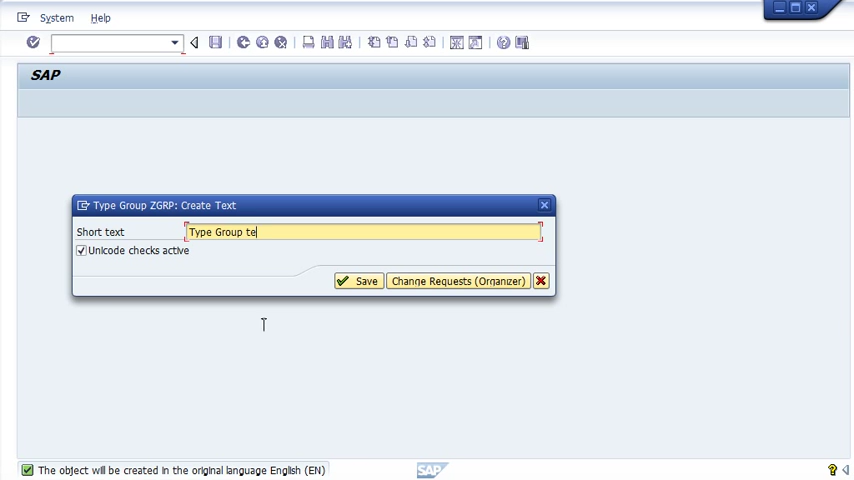 System Help
SAP
Type Group ZGRP: Create Text
Short text Type Group te
Unicode checks active
Save Change Requests (Organizer)
The object will be created in the original language English (EN)
SAP